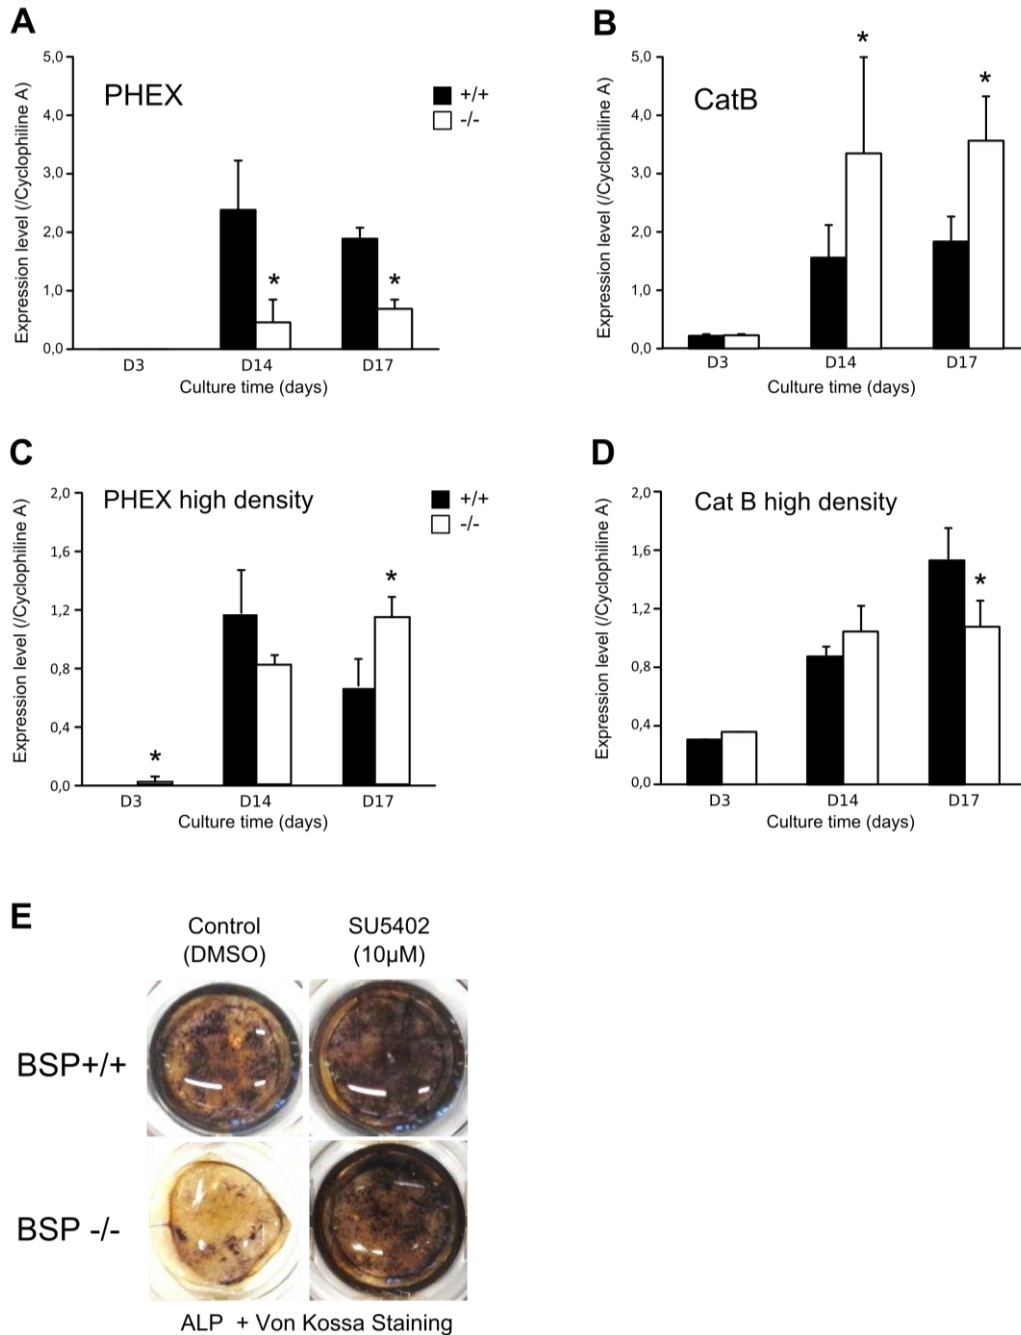 A
PHEX
+/+
-/-
Expression level (/Cyclophiline A)
5,0
4,0
3,0
2,0
1,0
0,0
*
*
D3
D14
D17
Culture time (days)
B
CatB
Expression level (/Cyclophiline A)
5,0
4,0
3,0
2,0
1,0
0,0
*
*
D3
D14
D17
Culture time (days)
C
PHEX high density
+/+
-/-
Expression level (/Cyclophiline A)
2,0
1,6
1,2
0,8
0,4
0,0
*
*
D3
D14
D17
Culture time (days)
D
Cat B high density
Expression level (/Cyclophiline A)
2,0
1,6
1,2
0,8
0,4
0,0
*
D3
D14
D17
Culture time (days)
E
Control
(DMSO)
SU5402
(10µM)
BSP+/+
BSP -/-
ALP + Von Kossa Staining